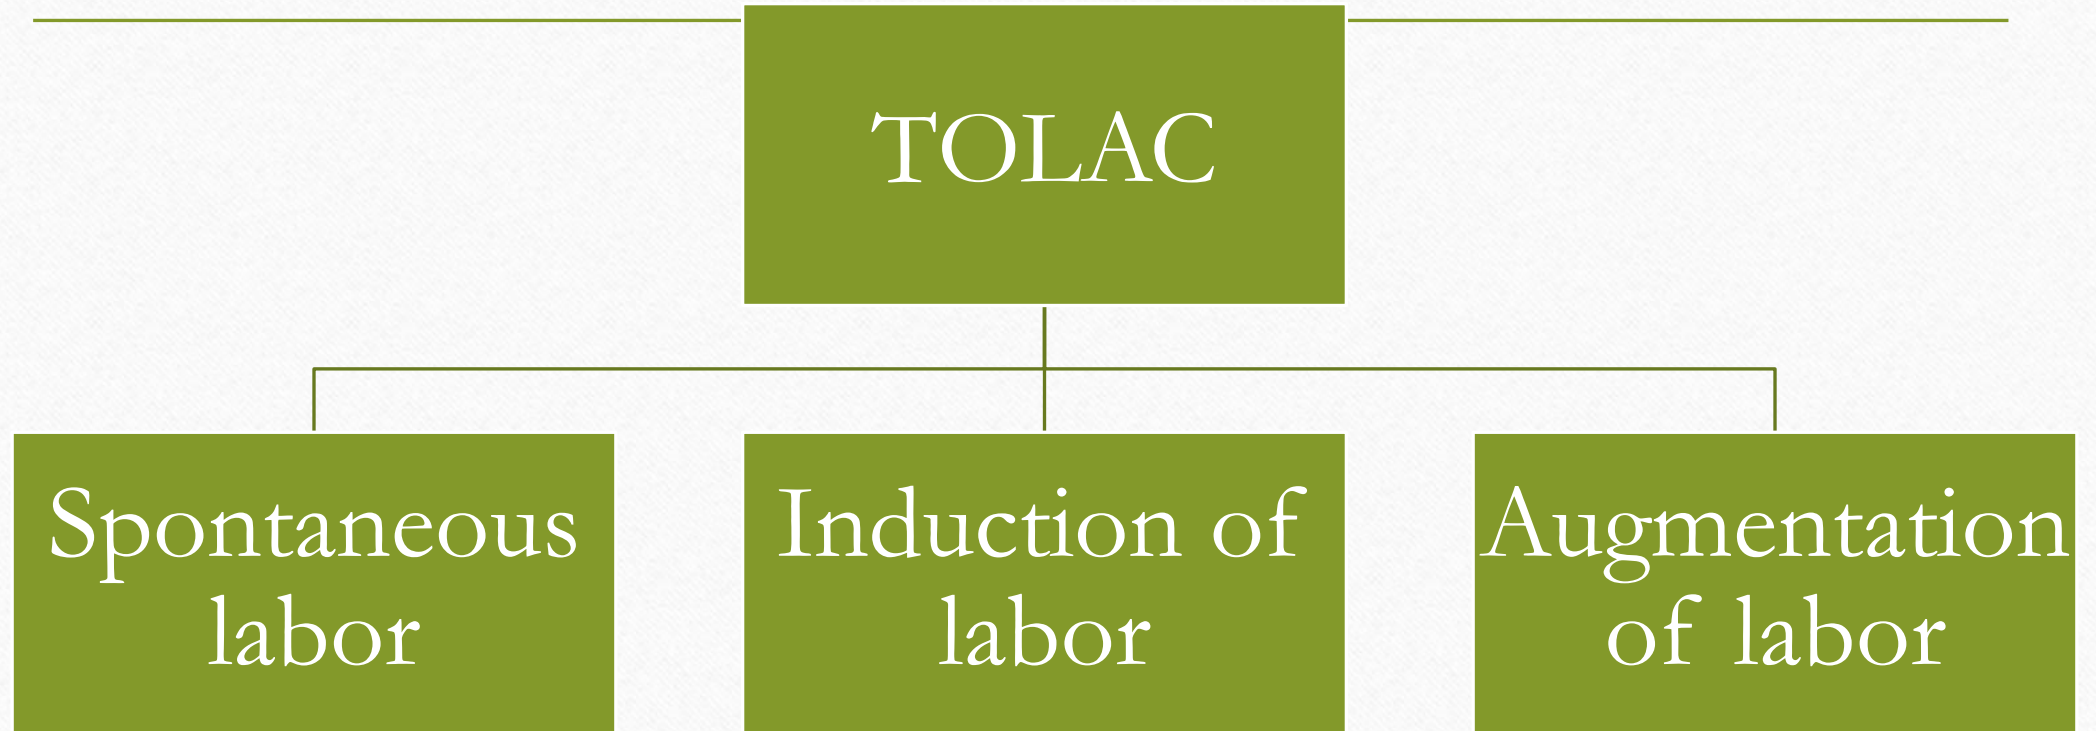 TOLAC
Spontaneous
labor
Induction of
labor
Augmentation
of labor